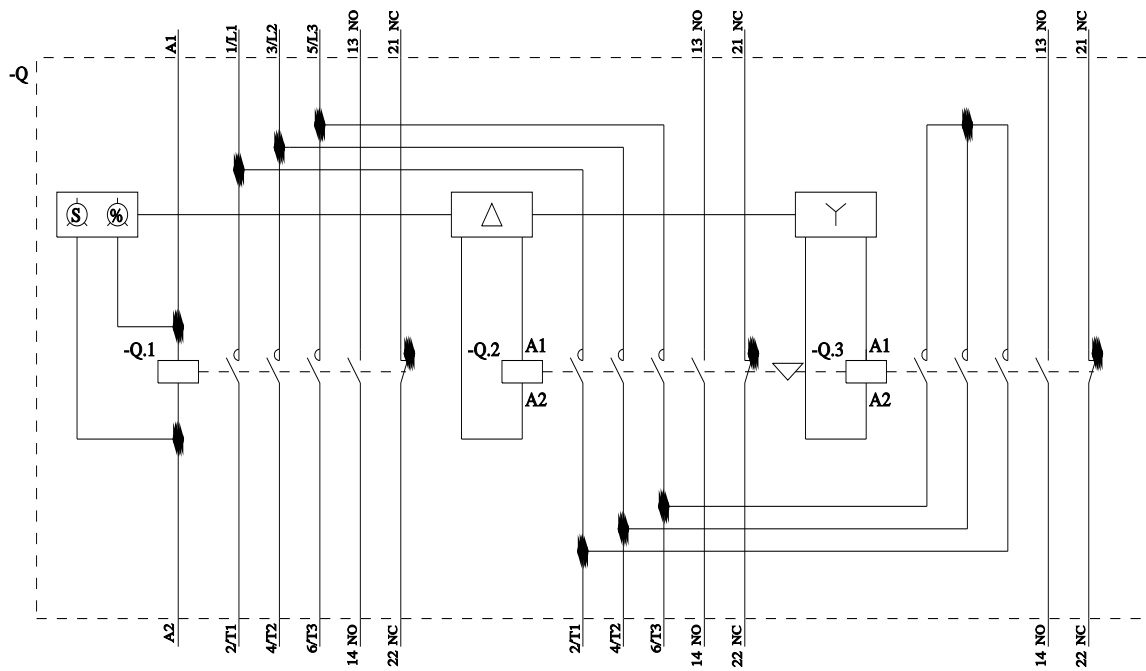 A1
1/L1
3/L2
5/L3
13 NO
21 NC
13 NO
21 NC
13 NO
21 NC
-Q
S
%
Δ
Y
-Q.1
-Q.2
A1
A2
-Q.3
A1
A2
A2
2/T1
4/T2
6/T3
14 NO
22 NC
2/T1
4/T2
6/T3
14 NO
22 NC
14 NO
22 NC